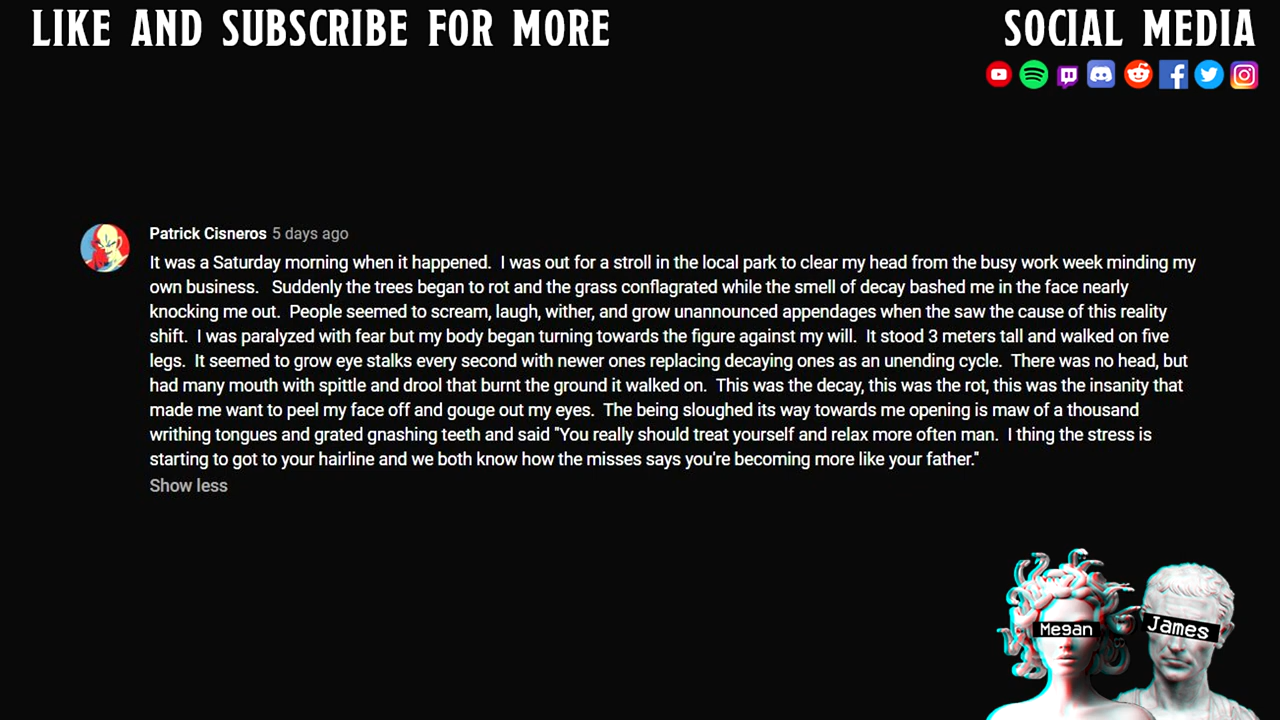 LIKE AND SUBSCRIBE FOR MORE
SOCIAL MEDIA
Patrick Cisneros 5 days ago
It was a Saturday morning when it happened.  I was out for a stroll in the local park to clear my head from the busy work week minding my
own business.   Suddenly the trees began to rot and the grass conflagrated while the smell of decay bashed me in the face nearly
knocking me out.  People seemed to scream, laugh, wither, and grow unannounced appendages when the saw the cause of this reality
shift.  I was paralyzed with fear but my body began turning towards the figure against my will.  It stood 3 meters tall and walked on five
legs.  It seemed to grow eye stalks every second with newer ones replacing decaying ones as an unending cycle.  There was no head, but
had many mouth with spittle and drool that burnt the ground it walked on.  This was the decay, this was the rot, this was the insanity that
made me want to peel my face off and gouge out my eyes.  The being sloughed its way towards me opening is maw of a thousand
writhing tongues and grated gnashing teeth and said "You really should treat yourself and relax more often man.  I thing the stress is
starting to got to your hairline and we both know how the misses says you're becoming more like your father."
Show less
Megan
James